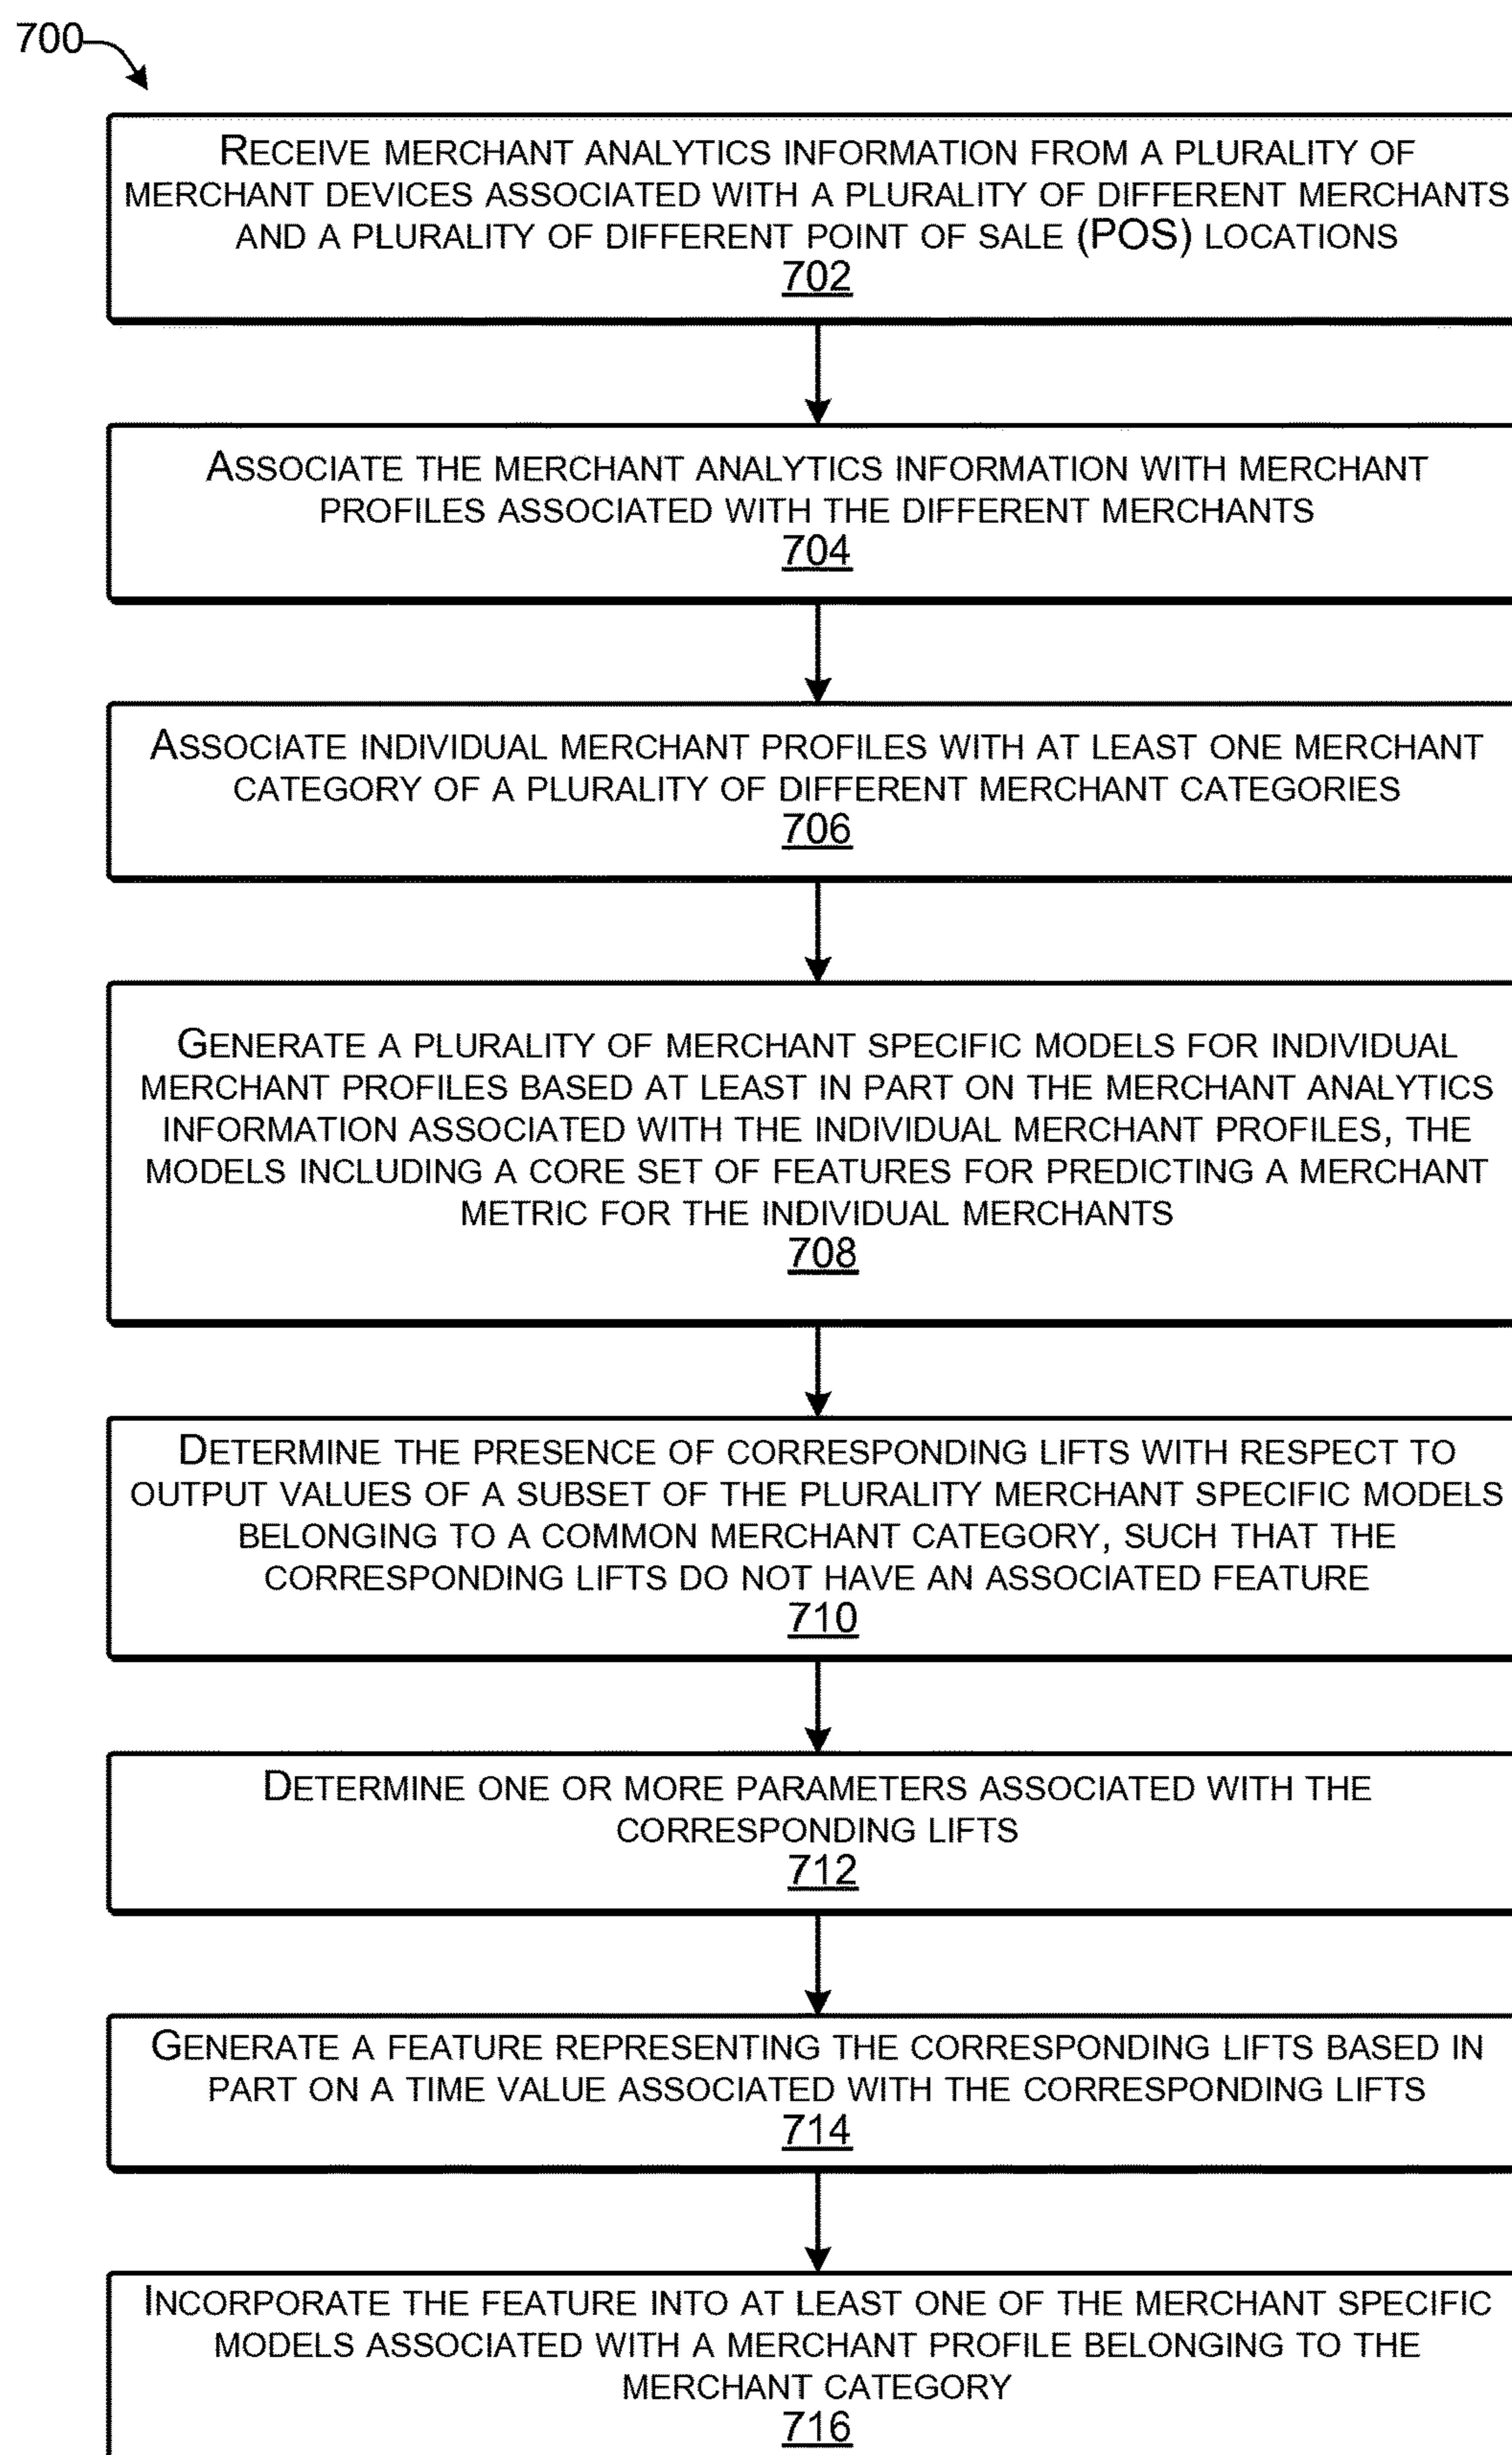 700
RECEIVE MERCHANT ANALYTICS INFORMATION FROM A PLURALITY OF
MERCHANT DEVICES ASSOCIATED WITH A PLURALITY OF DIFFERENT MERCHANTS
AND A PLURALITY OF DIFFERENT POINT OF SALE (POS) LOCATIONS
702
ASSOCIATE THE MERCHANT ANALYTICS INFORMATION WITH MERCHANT
PROFILES ASSOCIATED WITH THE DIFFERENT MERCHANTS
704
ASSOCIATE INDIVIDUAL MERCHANT PROFILES WITH AT LEAST ONE MERCHANT
CATEGORY OF A PLURALITY OF DIFFERENT MERCHANT CATEGORIES
706
GENERATE A PLURALITY OF MERCHANT SPECIFIC MODELS FOR INDIVIDUAL
MERCHANT PROFILES BASED AT LEAST IN PART ON THE MERCHANT ANALYTICS
INFORMATION ASSOCIATED WITH THE INDIVIDUAL MERCHANT PROFILES, THE
MODELS INCLUDING A CORE SET OF FEATURES FOR PREDICTING A MERCHANT
METRIC FOR THE INDIVIDUAL MERCHANTS
708
DETERMINE THE PRESENCE OF CORRESPONDING LIFTS WITH RESPECT TO
OUTPUT VALUES OF A SUBSET OF THE PLURALITY MERCHANT SPECIFIC MODELS
BELONGING TO A COMMON MERCHANT CATEGORY, SUCH THAT THE
CORRESPONDING LIFTS DO NOT HAVE AN ASSOCIATED FEATURE
710
DETERMINE ONE OR MORE PARAMETERS ASSOCIATED WITH THE
CORRESPONDING LIFTS
712
GENERATE A FEATURE REPRESENTING THE CORRESPONDING LIFTS BASED IN
PART ON A TIME VALUE ASSOCIATED WITH THE CORRESPONDING LIFTS
714
INCORPORATE THE FEATURE INTO AT LEAST ONE OF THE MERCHANT SPECIFIC
MODELS ASSOCIATED WITH A MERCHANT PROFILE BELONGING TO THE
MERCHANT CATEGORY
716